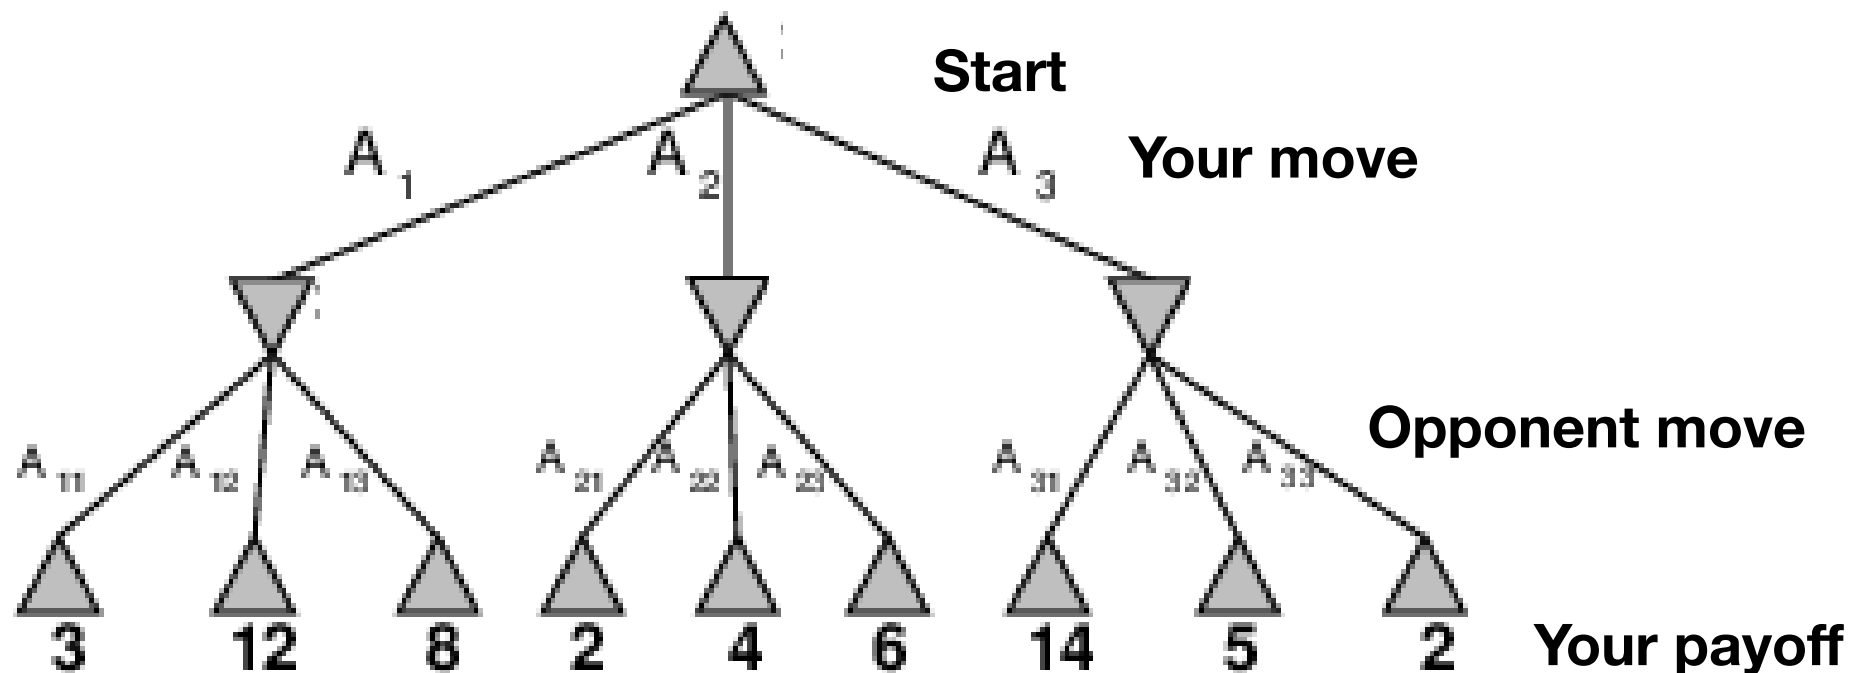 Start
A 1 A 2 A 3 Your move
Opponent move
A 11 A 12 A 13 A 21 A 22 A 23 A 31 A 32 A 33
3 12 8 2 4 6 14 5 2 Your payoff